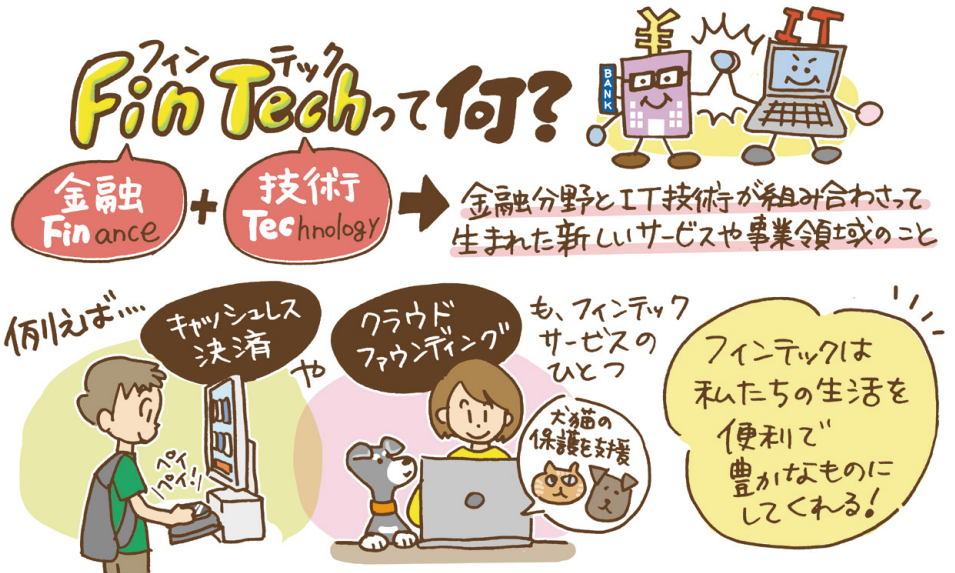 フィンテック
FinTechって何?
¥
IT
BANK
金融
Finance
+
技術
Technology
金融分野とIT技術が組み合わさって
生まれた新しいサービスや事業領域のこと
例えば....
キャッシュレス
決済
や
クラウド
ファウンディング
も、フィンテック
サービスの
ひとつ
ペイ
ペイ!
犬猫の
保護を支援
フィンテックは
私たちの生活を
便利で
豊かなものに
してくれる!